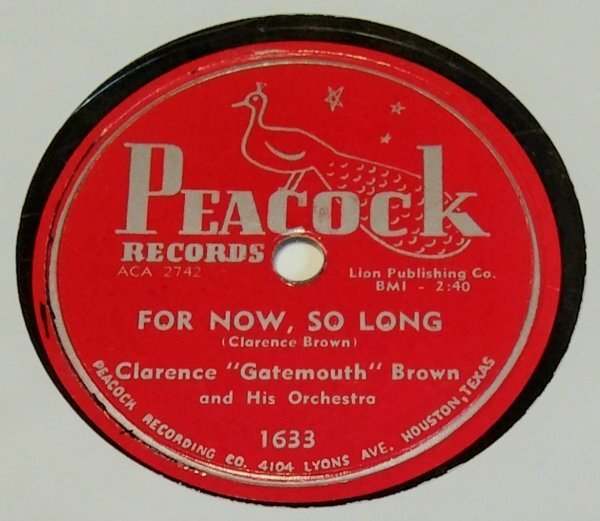 PEACOCK
RECORDS
ACA 2742
Lion Publishing Co.
BMI - 2:40
FOR NOW, SO LONG
(Clarence Brown)
Clarence "Gatemouth" Brown
and His Orchestra
1633
PEACOCK RECORDING CO. 4104 LYONS AVE. HOUSTON, TEXAS